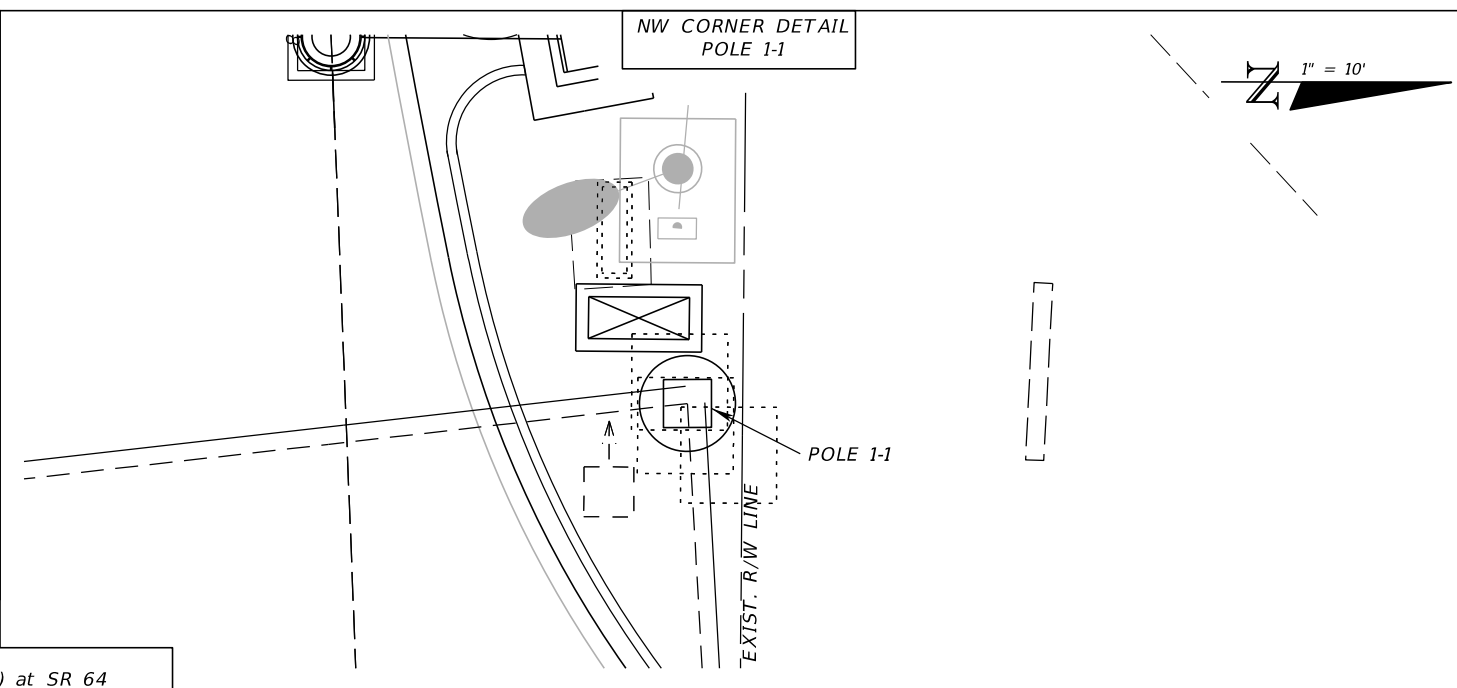 NW CORNER DETAIL
POLE 1-1
N
1" = 10'
POLE 1-1
EXIST. R/W LINE
) at SR 64